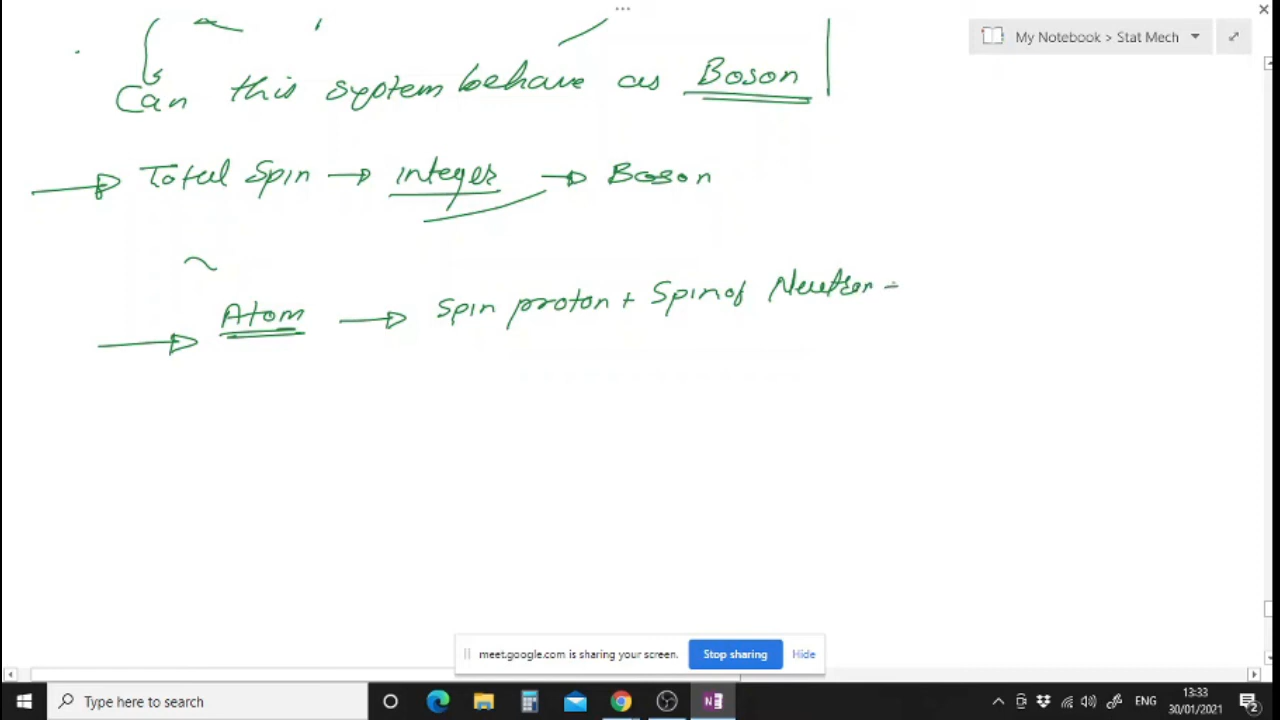 ...
My Notebook > Stat Mech
Can this system behave as Boson
Total Spin → integer → Boson
Atom → Spin proton + Spin of Neutron -
meet.google.com is sharing your screen. Stop sharing Hide
Type here to search
ENG
13:33
30/01/2021
2